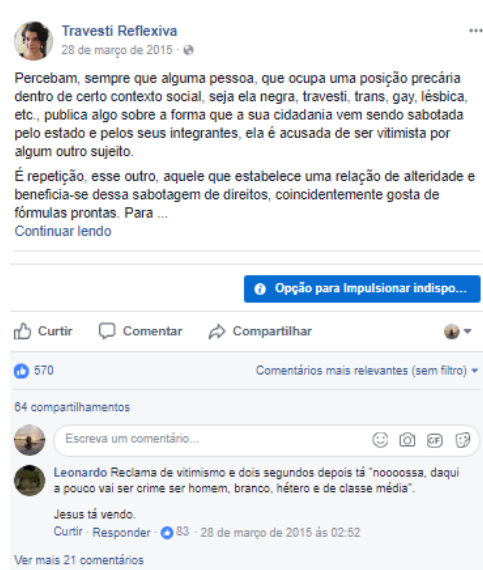 Travesti Reflexiva
28 de março de 2015 ·
Percebam, sempre que alguma pessoa, que ocupa uma posição precária
dentro de certo contexto social, seja ela negra, travesti, trans, gay, lésbica,
etc., publica algo sobre a forma que a sua cidadania vem sendo sabotada
pelo estado e pelos seus integrantes, ela é acusada de ser vitimista por
algum outro sujeito.
É repetição, esse outro, aquele que estabelece uma relação de alteridade e
beneficia-se dessa sabotagem de direitos, coincidentemente gosta de
fórmulas prontas. Para ...
Continuar lendo
Opção para Impulsionar indispo...
Curtir Comentar Compartilhar
570 Comentários mais relevantes (sem filtro)
64 compartilhamentos
Escreva um comentário... GIF
Leonardo Reclama de vitimismo e dois segundos depois tá "noooossa, daqui
a pouco vai ser crime ser homem, branco, hétero e de classe média".
Jesus tá vendo.
Curtir · Responder · 83 · 28 de março de 2015 às 02:52
Ver mais 21 comentários